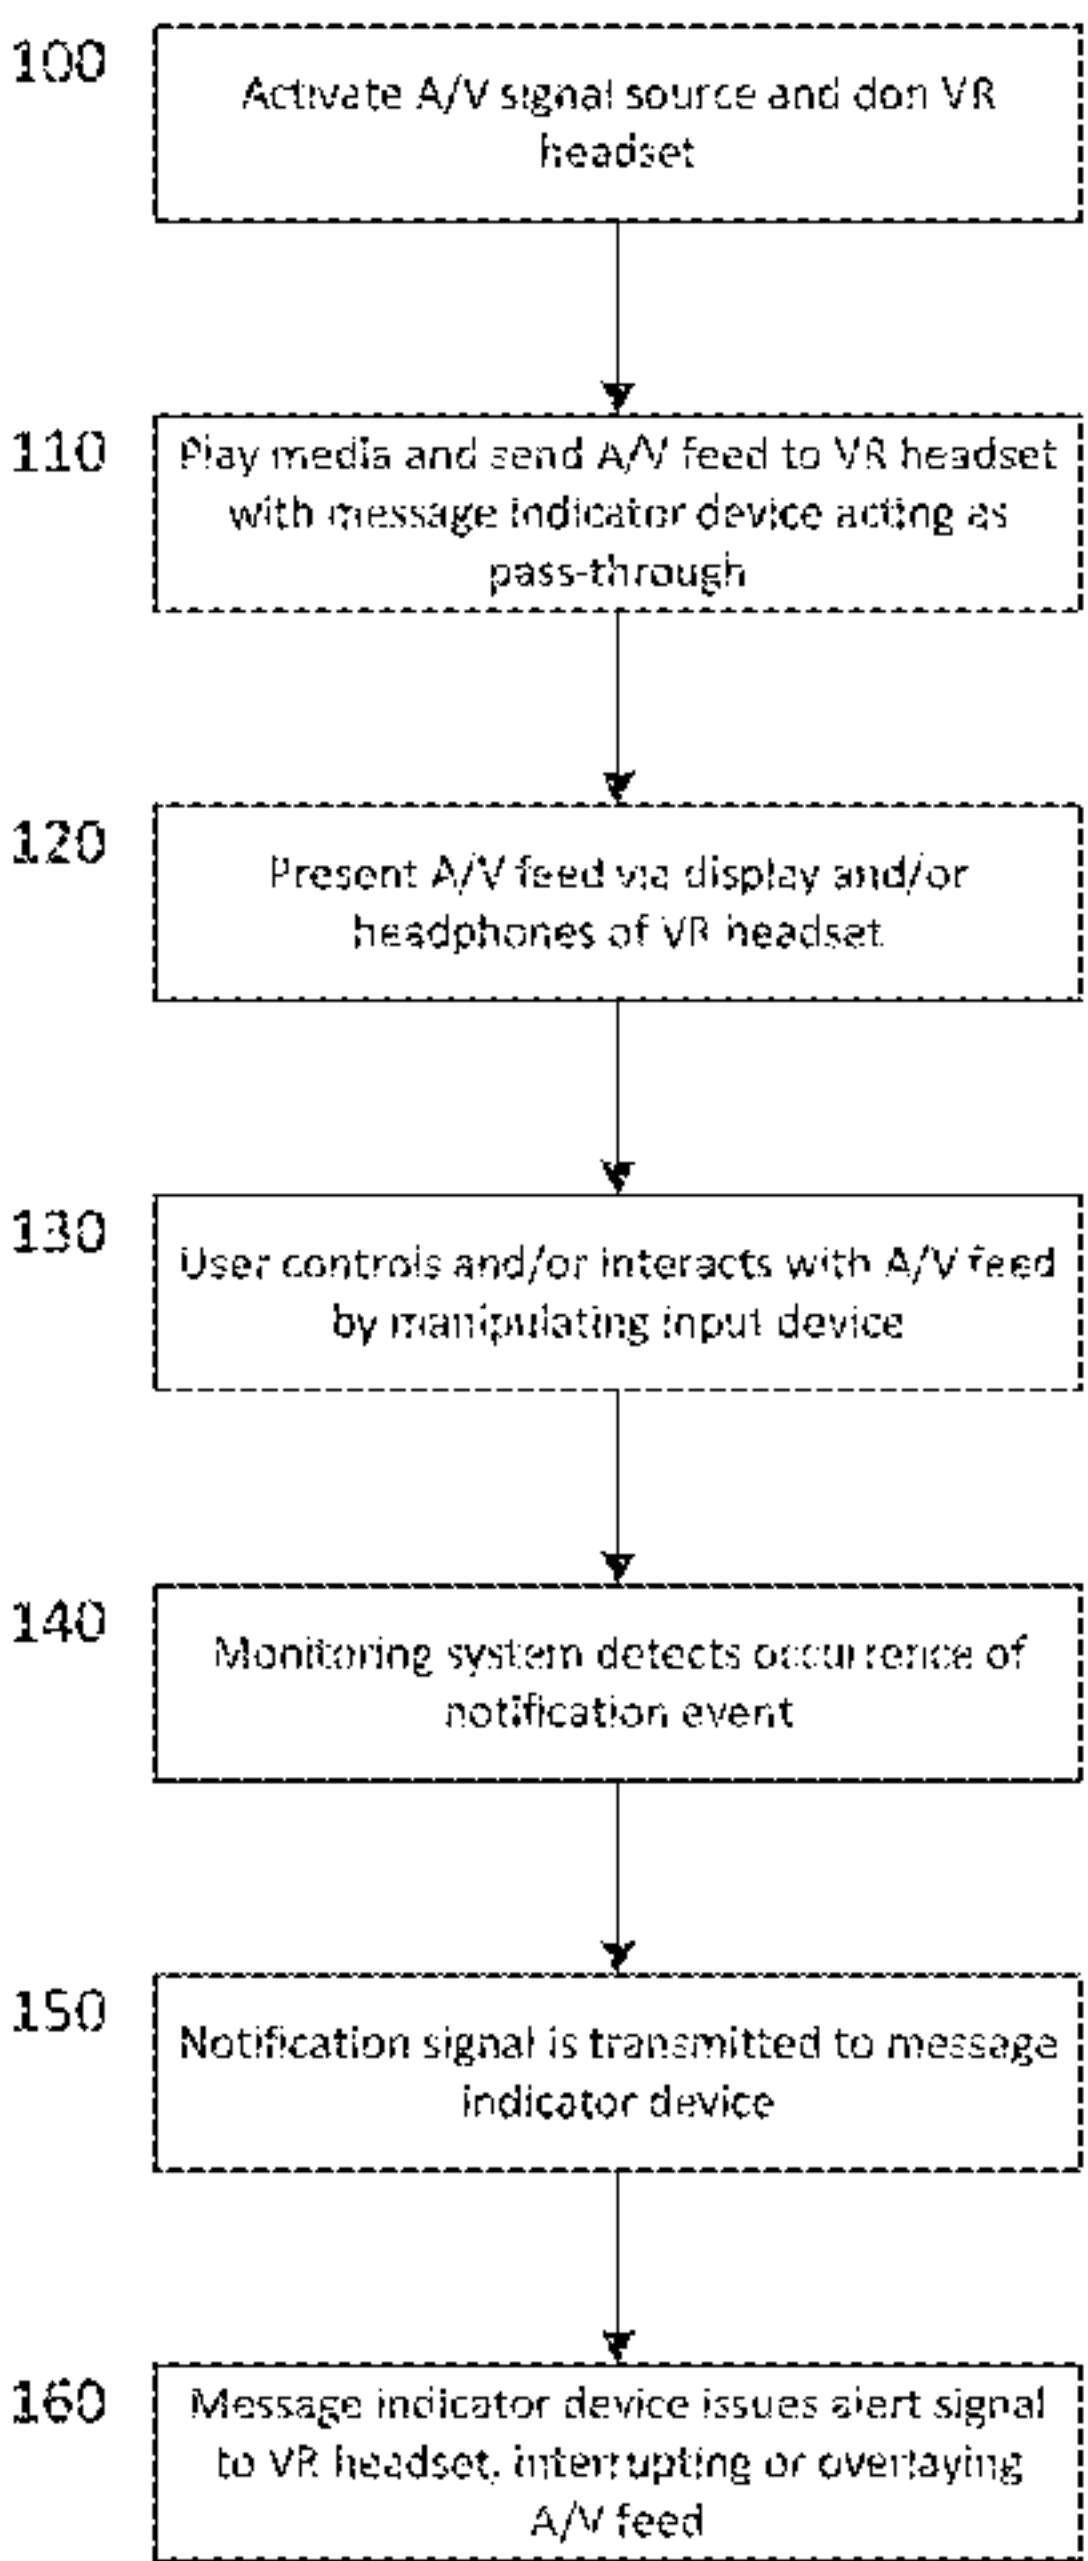 100
Activate A/V signal source and don VR
headset
110
Play media and send A/V feed to VR headset
with message indicator device acting as
pass-through
120
Present A/V feed via display and/or
headphones of VR headset
130
User controls and/or interacts with A/V feed
by manipulating input device
140
Monitoring system detects occurrence of
notification event
150
Notification signal is transmitted to message
indicator device
160
Message indicator device issues alert signal
to VR headset, interrupting or overlaying
A/V feed